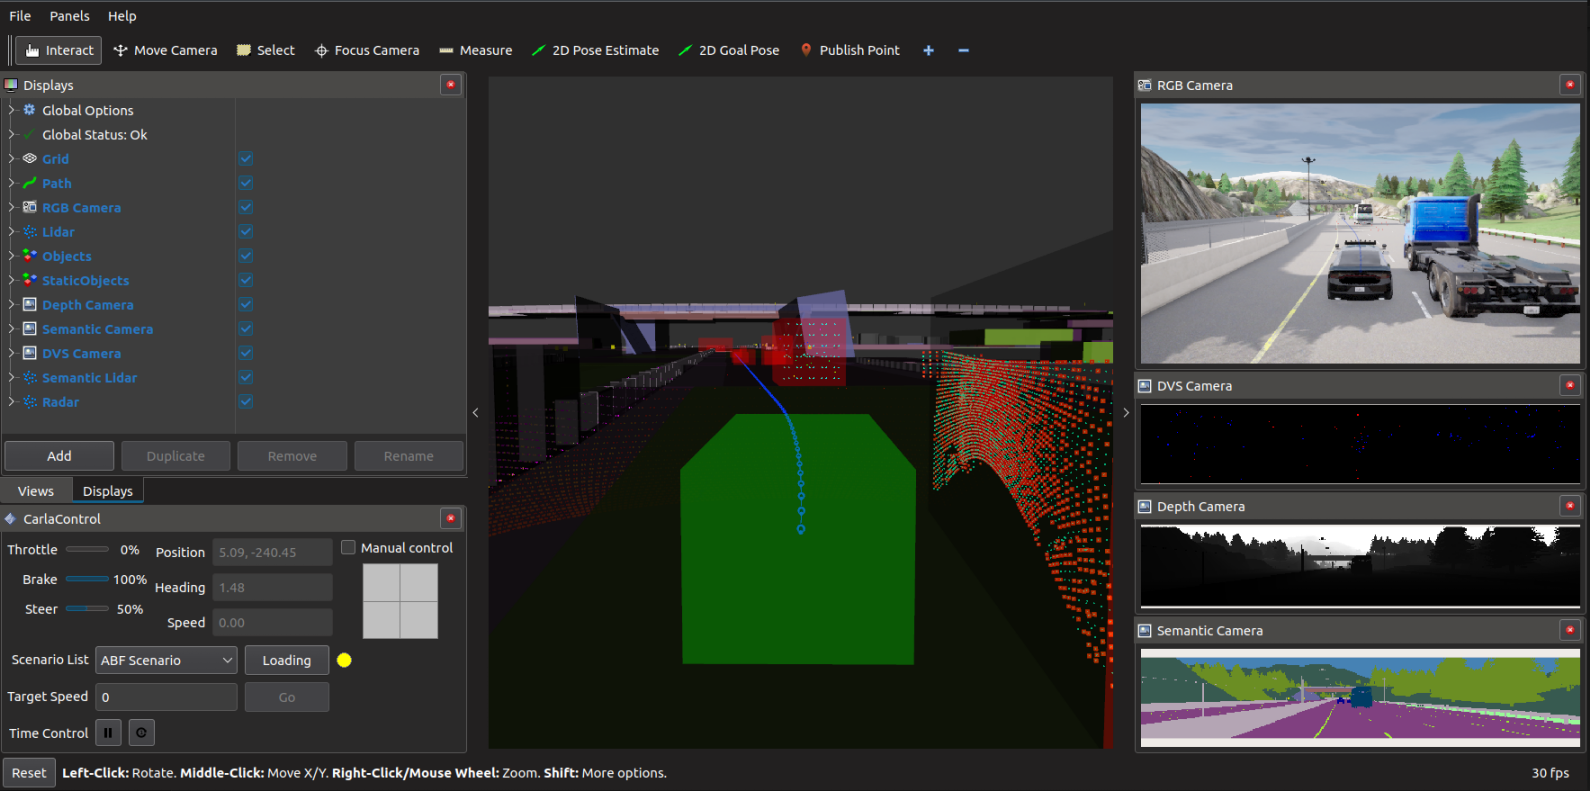 File Panels Help
Interact Move Camera Select Focus Camera Measure 2D Pose Estimate 2D Goal Pose Publish Point
Displays
Global Options
Global Status: Ok
Grid
Path
RGB Camera
Lidar
Objects
StaticObjects
Depth Camera
Semantic Camera
DVS Camera
Semantic Lidar
Radar
Add Duplicate Remove Rename
Views Displays
CarlaControl
Throttle 0% Position 5.09, -240.45 Manual control
Brake 100% Heading 1.48
Steer 50% Speed 0.00
Scenario List ABF Scenario Loading
Target Speed 0 Go
Time Control
RGB Camera
DVS Camera
Depth Camera
Semantic Camera
Reset Left-Click: Rotate. Middle-Click: Move X/Y. Right-Click/Mouse Wheel: Zoom. Shift: More options. 30 fps